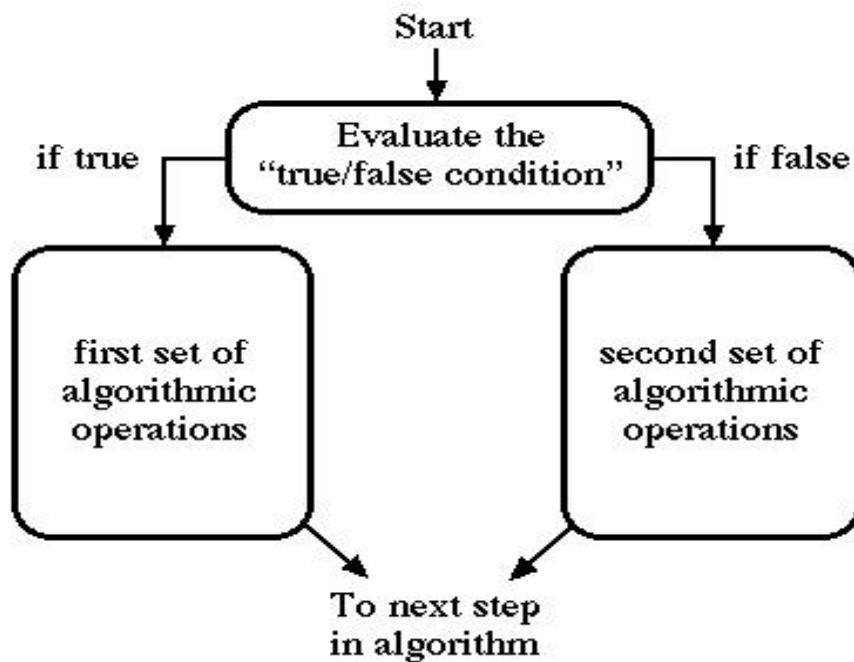 Start
Evaluate the
“true/false condition”
if true
if false
first set of
algorithmic
operations
second set of
algorithmic
operations
To next step
in algorithm